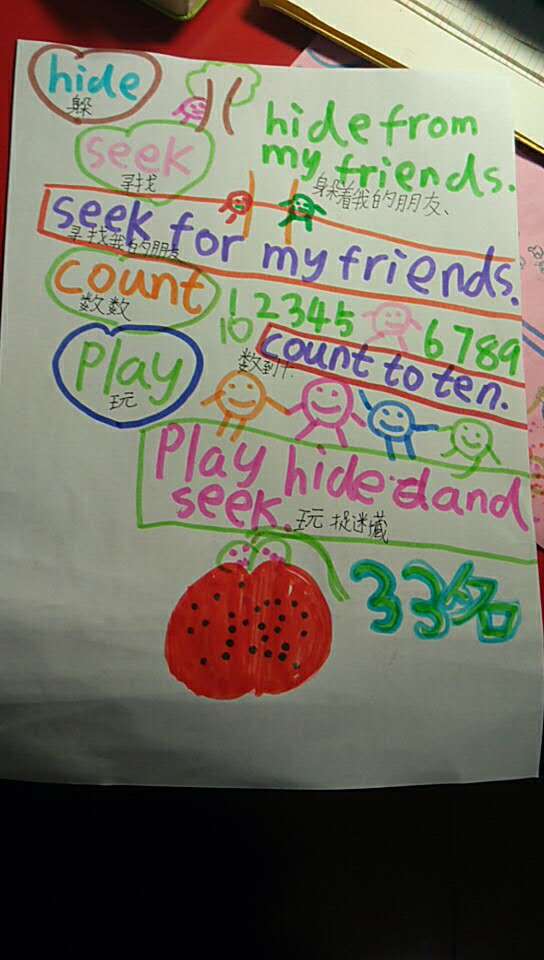 hide
躲
hide from
my friends.
躲着我的朋友、
seek
寻找
seek for my friends.
寻找我的朋友
count
数数
1 2 3 4 5
6 7 8 9
10
count to ten.
数到十
play
玩
Play hide and
seek.
玩 捉迷藏
33名